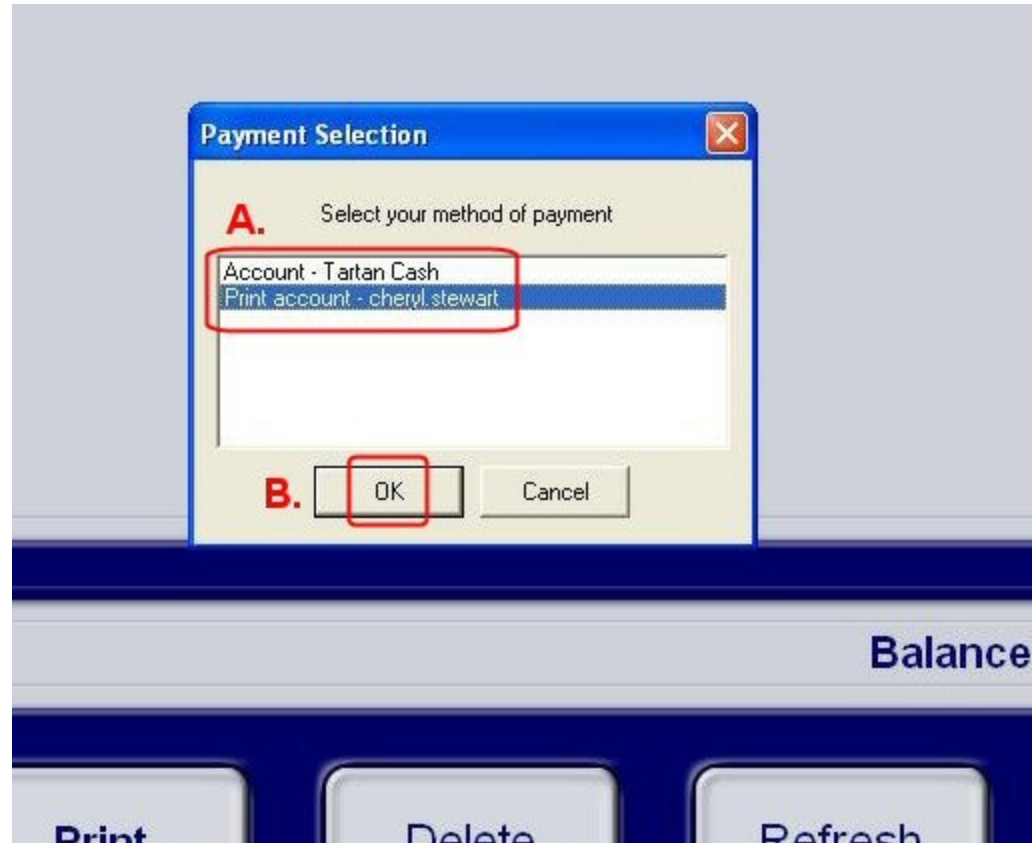 Payment Selection
A. Select your method of payment
Account - Tartan Cash
Print account - cheryl.stewart
B. OK Cancel
Balance
Print Delete Refresh